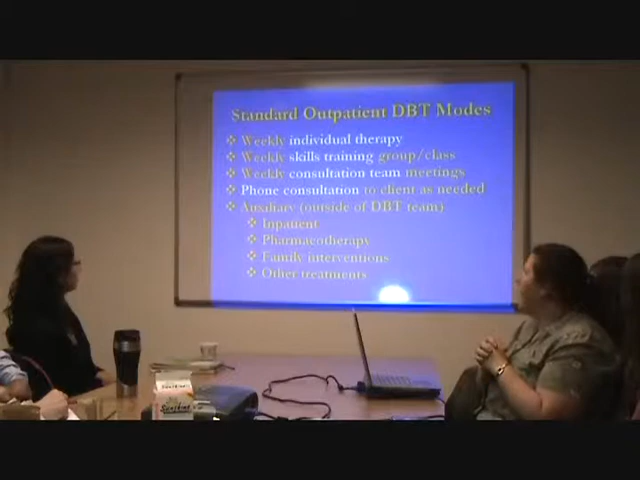 Standard Outpatient DBT Modes
Weekly individual therapy
Weekly skills training group/class
Weekly consultation team meetings
Phone consultation to client as needed
Auxiliary (outside of DBT team)
Inpatient
Pharmacotherapy
Family interventions
Other treatments
Sunshine